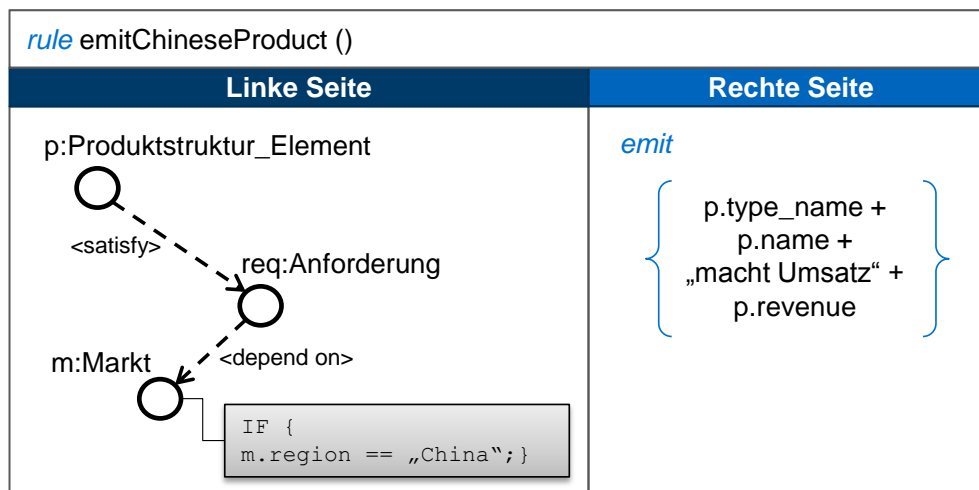 rule emitChineseProduct ()
Linke Seite
Rechte Seite
p:Produktstruktur_Element
<satisfy>
req:Anforderung
m:Markt
<depend on>
IF {
m.region == „China“;}
emit
p.type_name +
p.name +
„macht Umsatz“ +
p.revenue